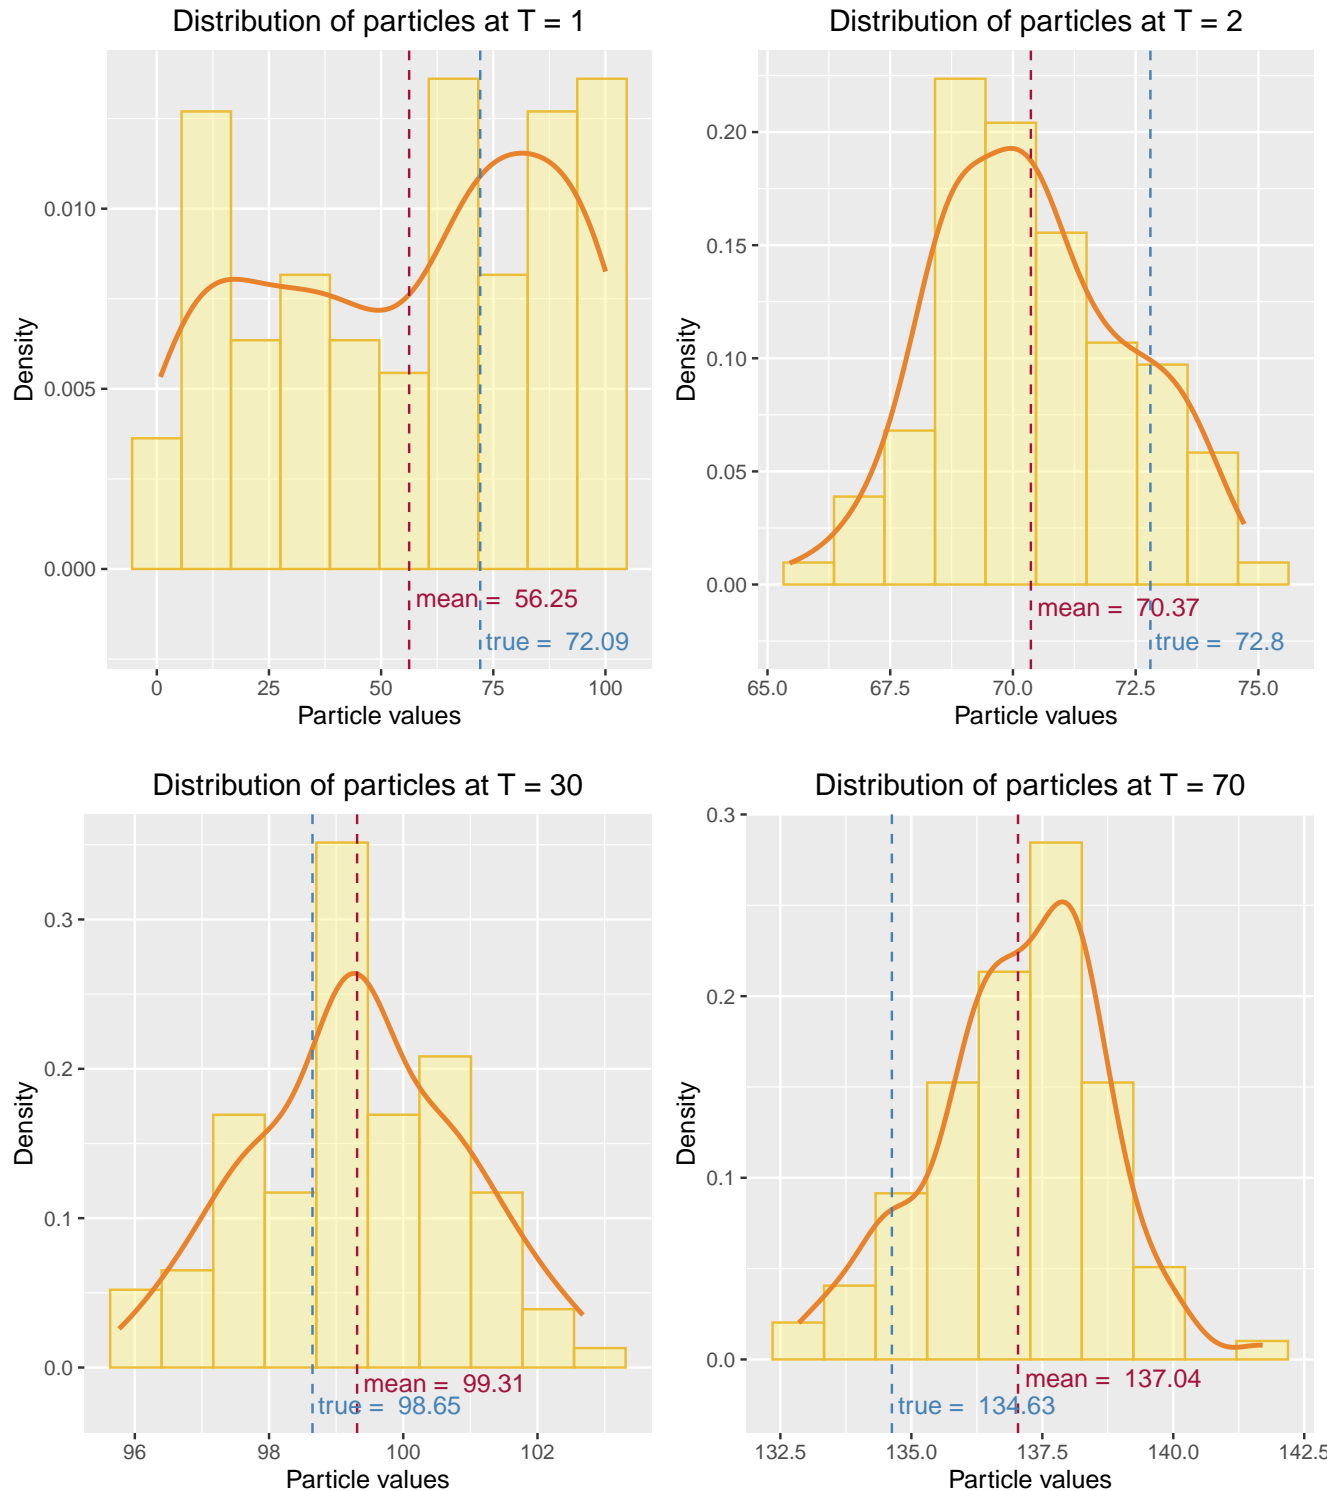 Distribution of particles at T = 1
Density
0.010
0.005
0.000
mean = 56.25
true = 72.09
0 25 50 75 100
Particle values
Distribution of particles at T = 2
Density
0.20
0.15
0.10
0.05
0.00
mean = 70.37
true = 72.8
65.0 67.5 70.0 72.5 75.0
Particle values
Distribution of particles at T = 30
Density
0.3
0.2
0.1
0.0
mean = 99.31
true = 98.65
96 98 100 102
Particle values
Distribution of particles at T = 70
Density
0.3
0.2
0.1
0.0
mean = 137.04
true = 134.63
132.5 135.0 137.5 140.0 142.5
Particle values